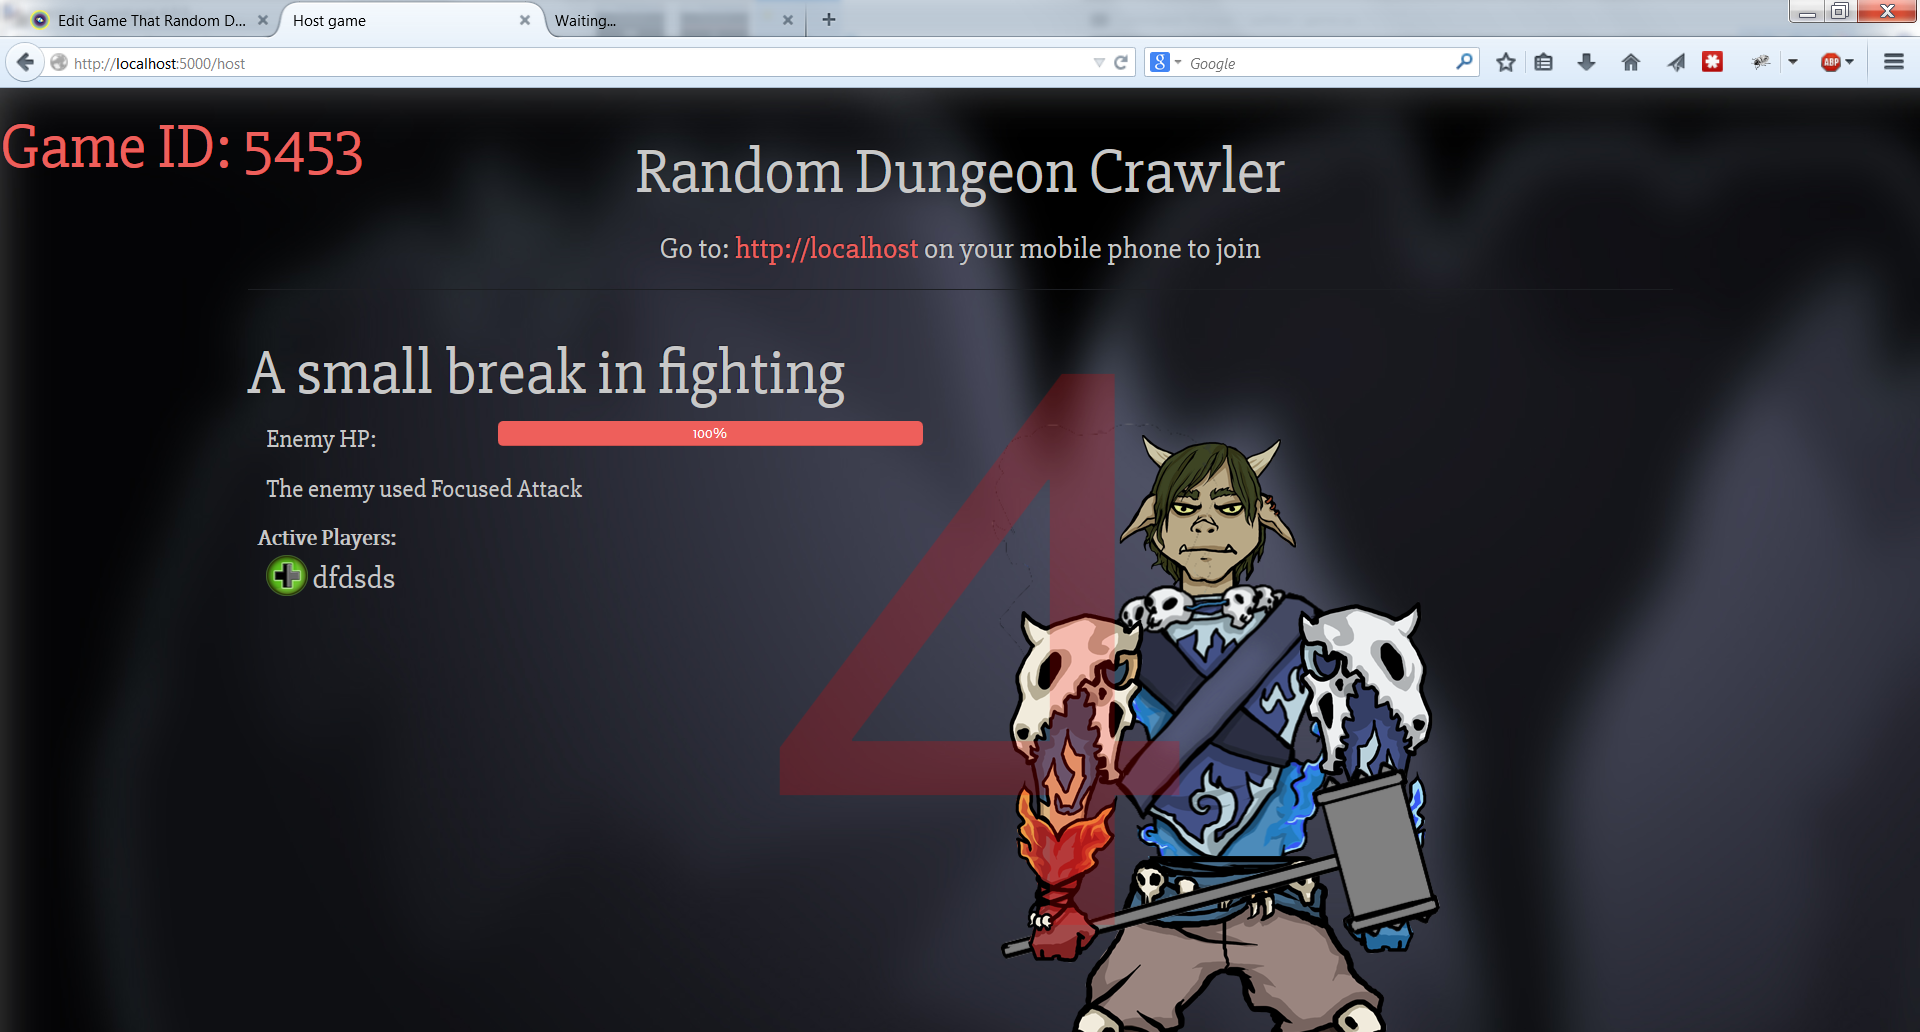 Edit Game That Random D...
Host game
Waiting...
http://localhost:5000/host
8
Google
ABP
Game ID: 5453
Random Dungeon Crawler
Go to: http://localhost on your mobile phone to join
A small break in fighting
Enemy HP:
100%
The enemy used Focused Attack
Active Players:
dfdsds
4